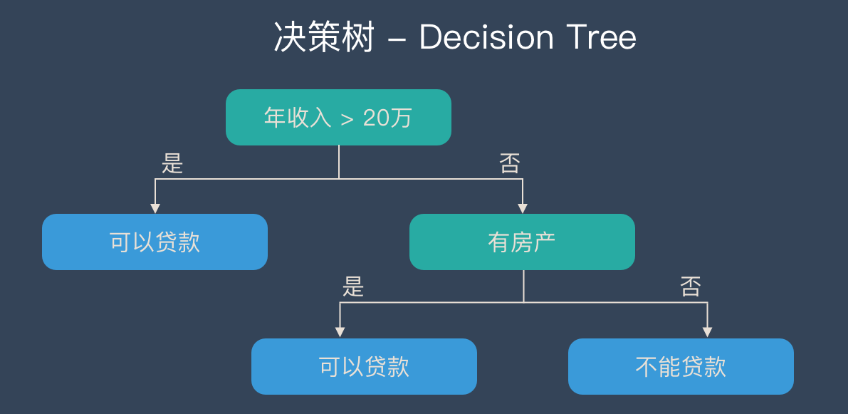 决策树 – Decision Tree
年收入 > 20万
是
否
可以贷款
有房产
是
否
可以贷款
不能贷款